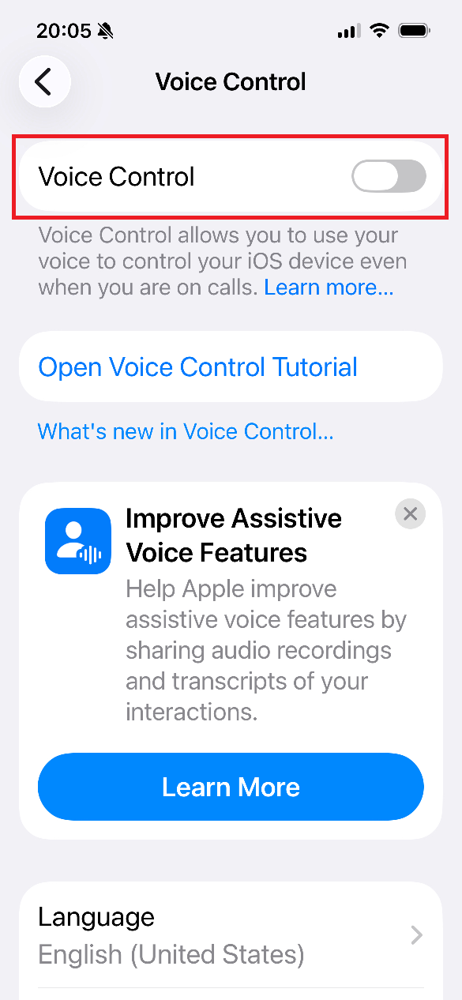 20:05
Voice Control
Voice Control
Voice Control allows you to use your
voice to control your iOS device even
when you are on calls. Learn more...
Open Voice Control Tutorial
What's new in Voice Control...
Improve Assistive
Voice Features
Help Apple improve
assistive voice features by
sharing audio recordings
and transcripts of your
interactions.
Learn More
Language
English (United States)